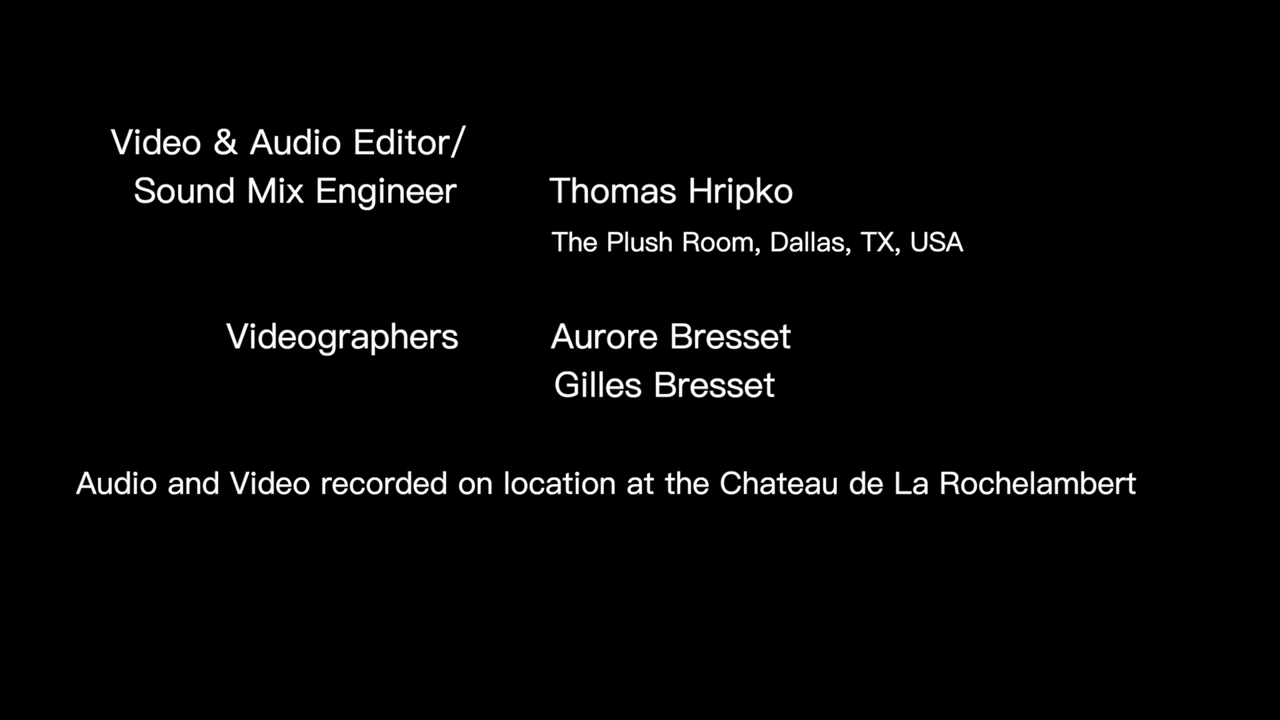 Video & Audio Editor/
Sound Mix Engineer Thomas Hripko
The Plush Room, Dallas, TX, USA
Videographers Aurore Bresset
Gilles Bresset
Audio and Video recorded on location at the Chateau de La Rochelambert